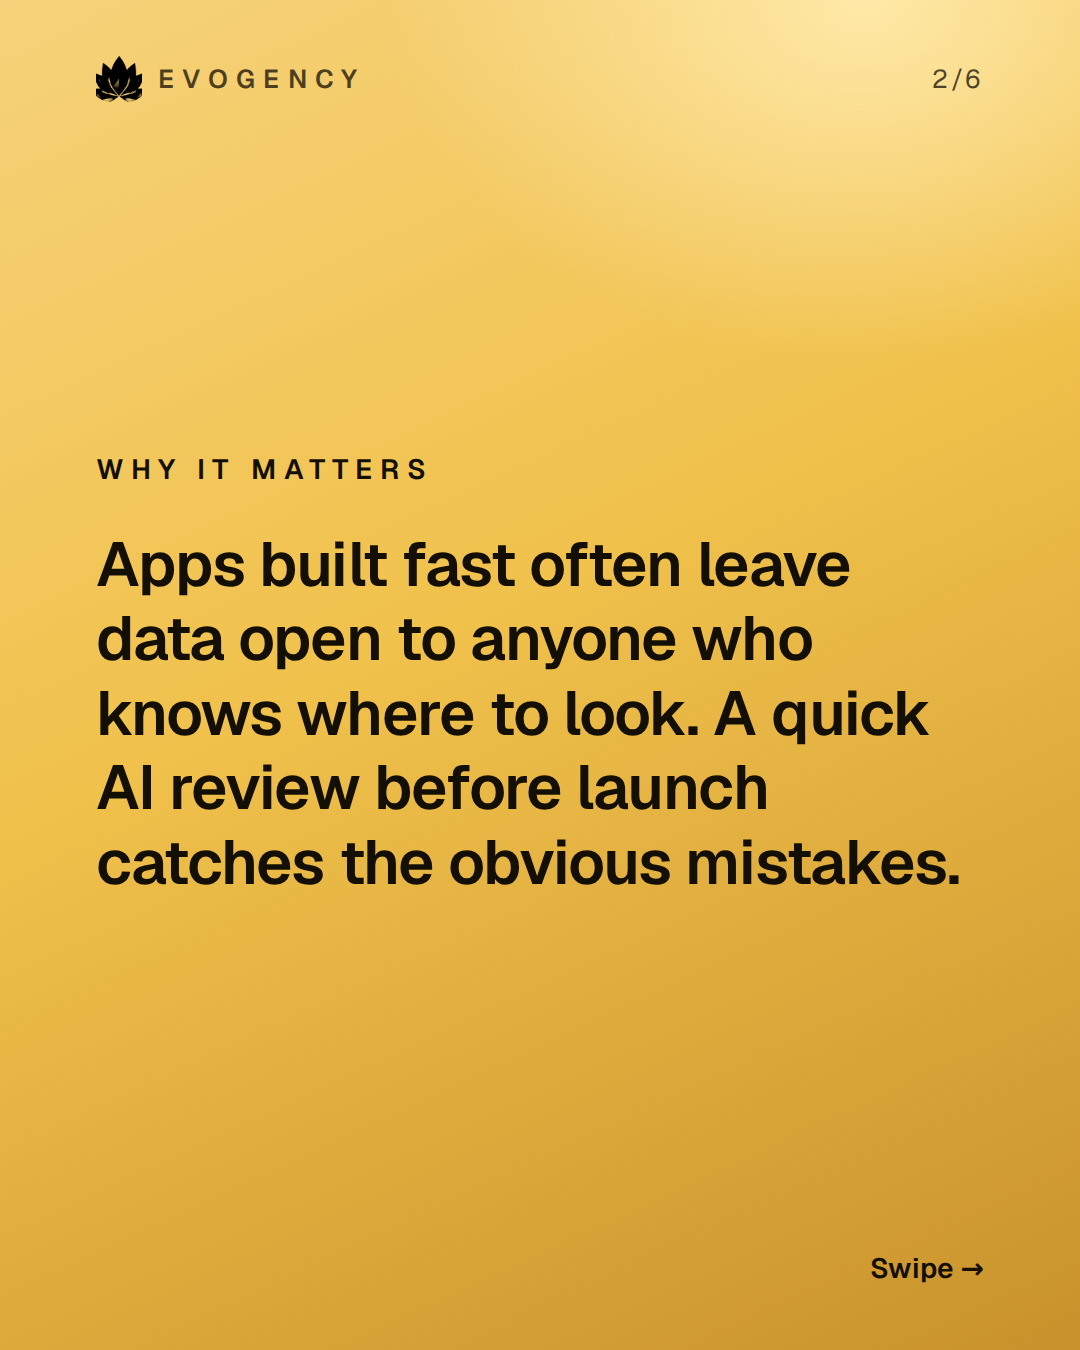 EVOGENCY
2/6
WHY IT MATTERS
Apps built fast often leave
data open to anyone who
knows where to look. A quick
AI review before launch
catches the obvious mistakes.
Swipe →